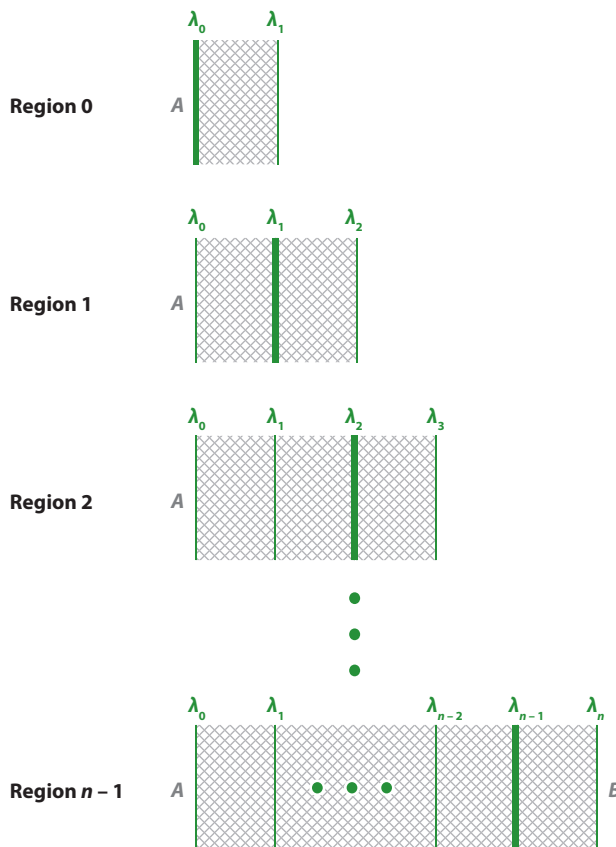 λ₀ λ₁
Region 0 A
λ₀ λ₁ λ₂
Region 1 A
λ₀ λ₁ λ₂ λ₃
Region 2 A
λ₀ λ₁ λₙ₋₂ λₙ₋₁ λₙ
Region n – 1 A B